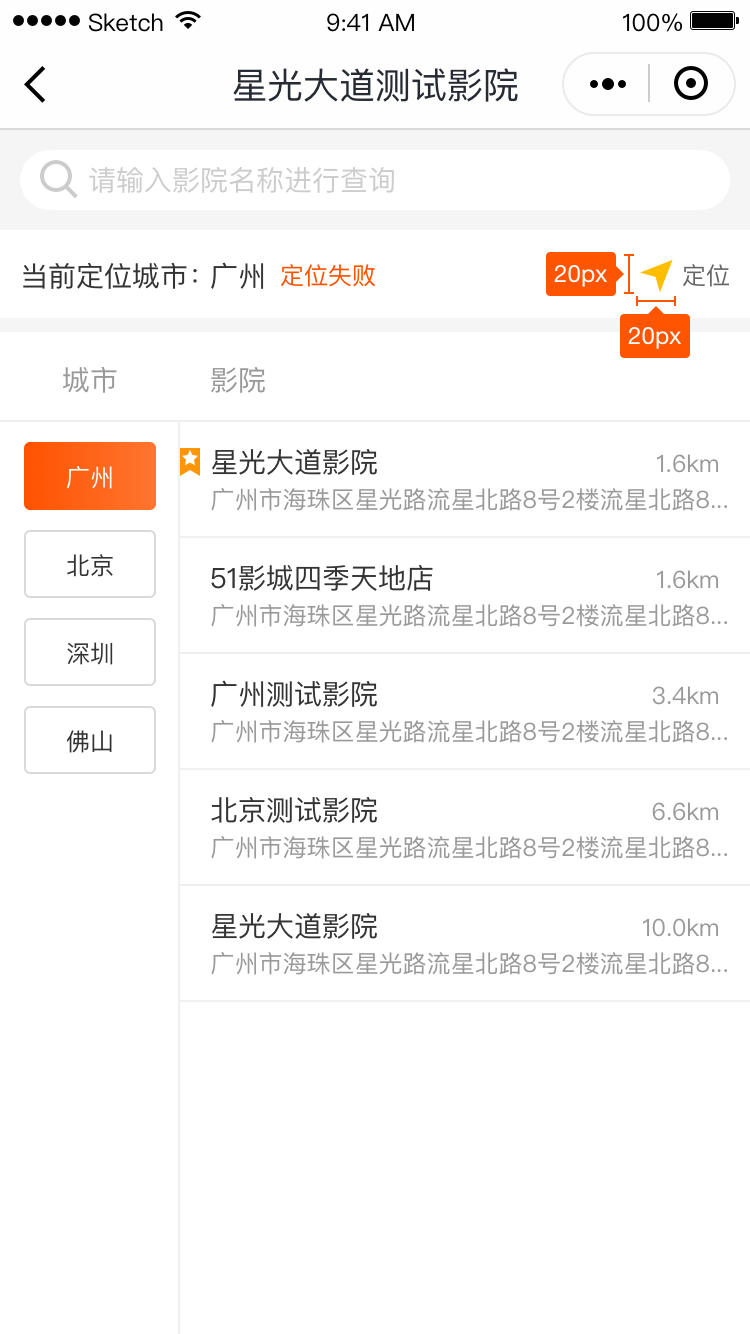 Sketch 9:41 AM 100%
星光大道测试影院
请输入影院名称进行查询
当前定位城市：广州 定位失败 20px 定位
20px
城市 影院
广州
北京
深圳
佛山
星光大道影院 1.6km
广州市海珠区星光路流星北路8号2楼流星北路8...
51影城四季天地店 1.6km
广州市海珠区星光路流星北路8号2楼流星北路8...
广州测试影院 3.4km
广州市海珠区星光路流星北路8号2楼流星北路8...
北京测试影院 6.6km
广州市海珠区星光路流星北路8号2楼流星北路8...
星光大道影院 10.0km
广州市海珠区星光路流星北路8号2楼流星北路8...